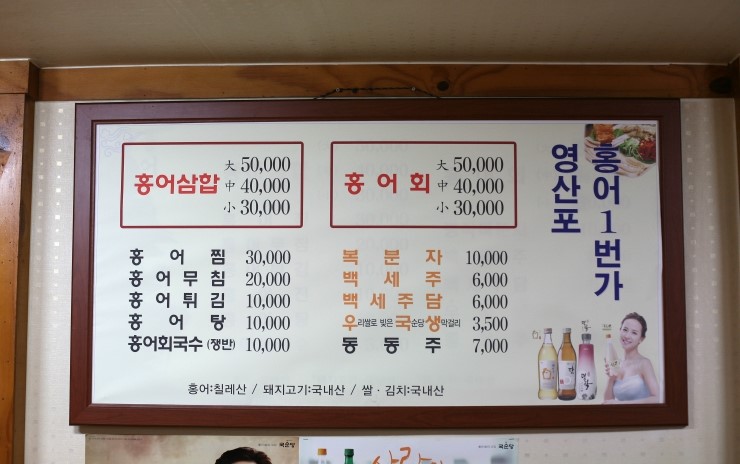 홍어삼합
大 50,000
中 40,000
小 30,000
홍어회
大 50,000
中 40,000
小 30,000
홍어찜 30,000
홍어무침 20,000
홍어튀김 10,000
홍어탕 10,000
홍어회국수 (쟁반) 10,000
복분자 10,000
백세주 6,000
백세주담 6,000
우리쌀로 빚은 국순당 생막걸리 3,500
동동주 7,000
홍어:칠레산 / 돼지고기:국내산 / 쌀·김치:국내산
영산포
홍어1번가
국순당
국순당